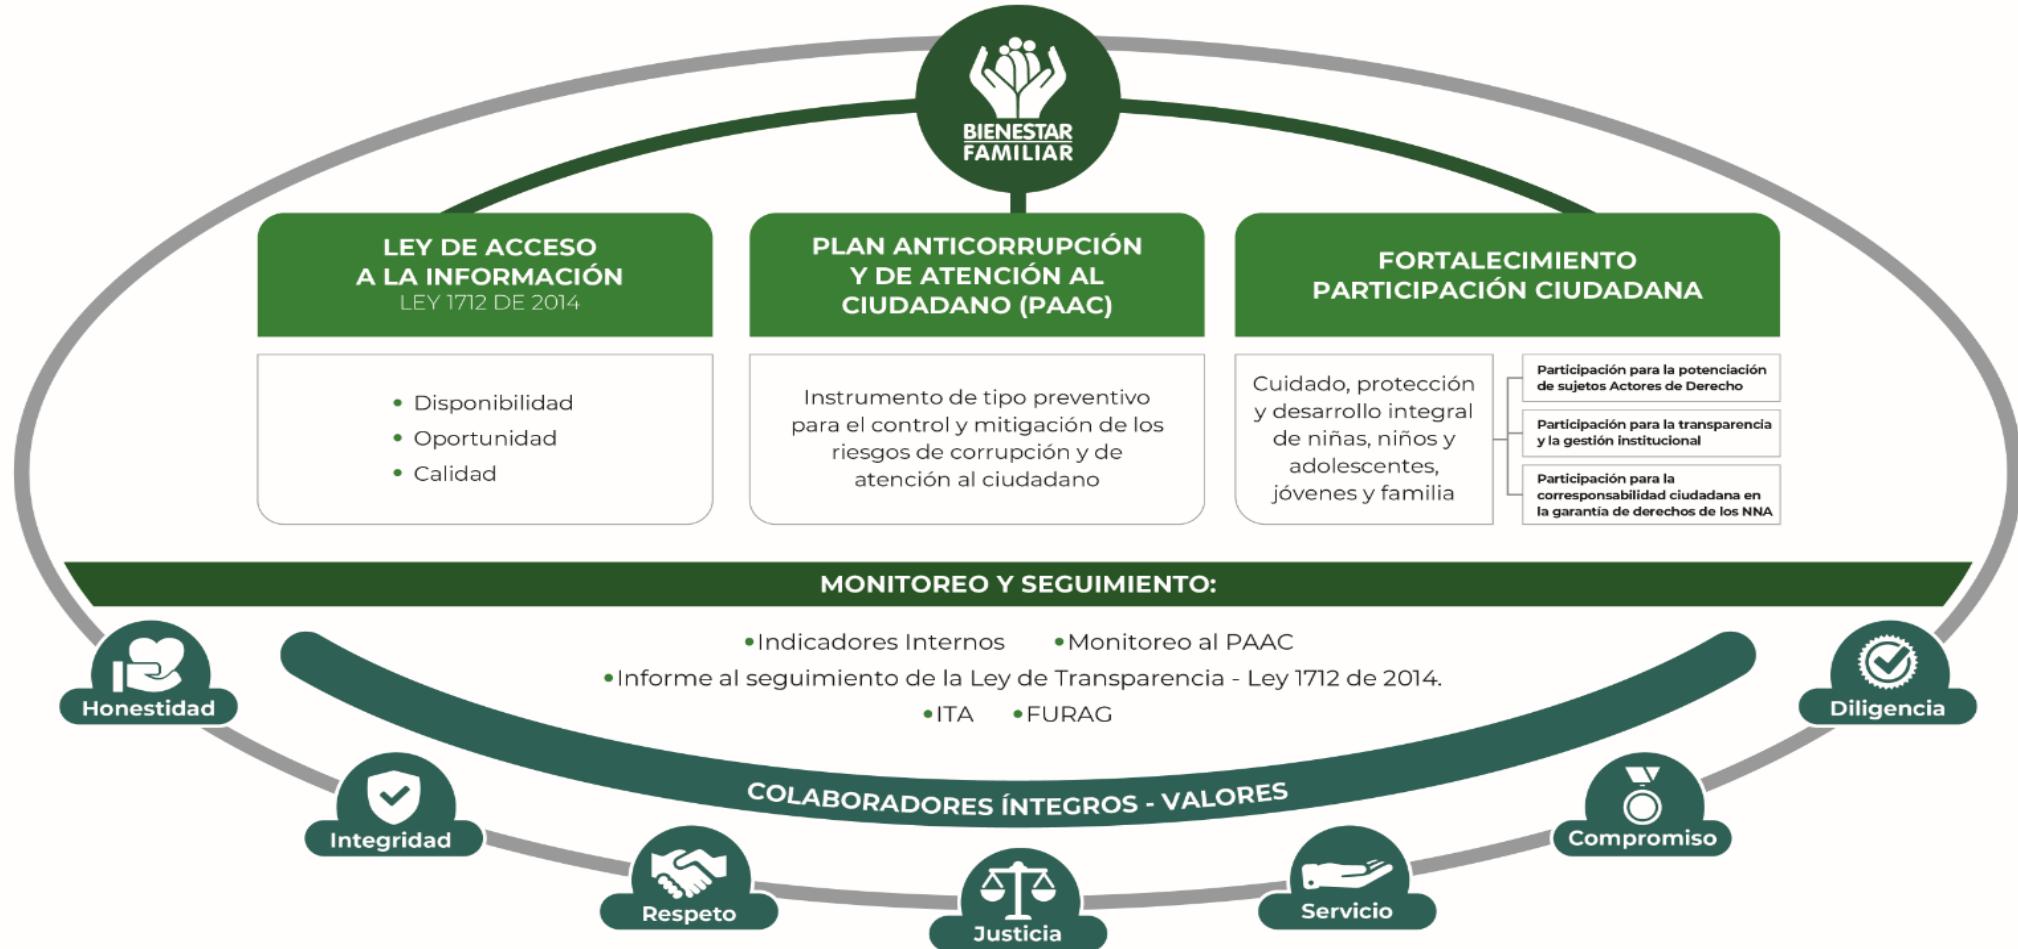 BIENESTAR
FAMILIAR
LEY DE ACCESO
A LA INFORMACIÓN
LEY 1712 DE 2014
• Disponibilidad
• Oportunidad
• Calidad
PLAN ANTICORRUPCIÓN
Y DE ATENCIÓN AL
CIUDADANO (PAAC)
Instrumento de tipo preventivo
para el control y mitigación de los
riesgos de corrupción y de
atención al ciudadano
FORTALECIMIENTO
PARTICIPACIÓN CIUDADANA
Cuidado, protección
y desarrollo integral
de niñas, niños y
adolescentes,
jóvenes y familia
Participación para la potenciación
de sujetos Actores de Derecho
Participación para la transparencia
y la gestión institucional
Participación para la
corresponsabilidad ciudadana en
la garantía de derechos de los NNA
MONITOREO Y SEGUIMIENTO:
•Indicadores Internos •Monitoreo al PAAC
•Informe al seguimiento de la Ley de Transparencia - Ley 1712 de 2014.
•ITA •FURAG
COLABORADORES ÍNTEGROS - VALORES
Honestidad
Integridad
Respeto
Justicia
Servicio
Compromiso
Diligencia